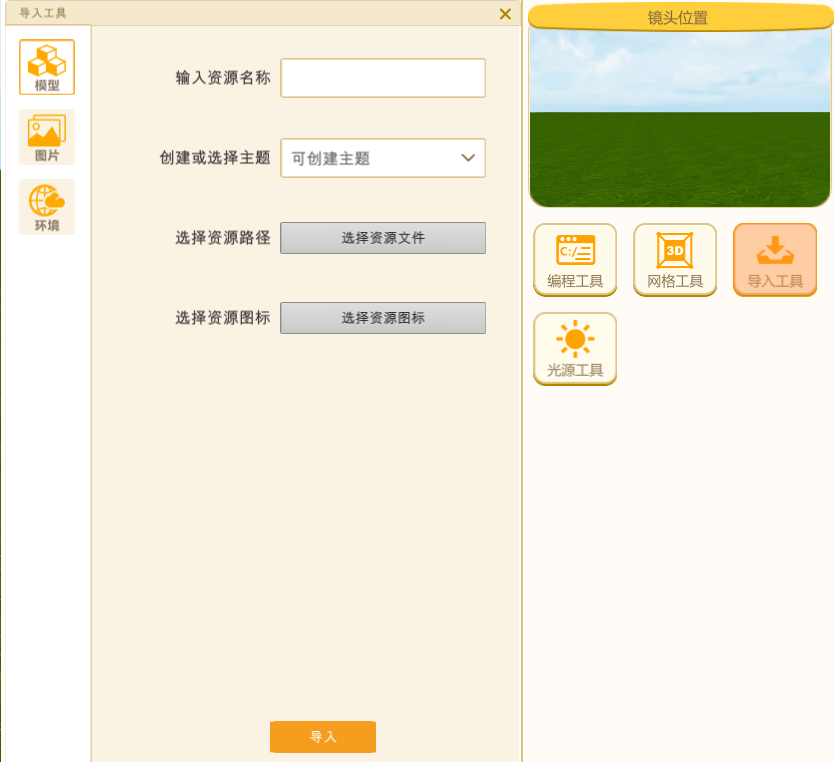 导入工具
模型
图片
环境
输入资源名称
创建或选择主题
可创建主题
选择资源路径
选择资源文件
选择资源图标
选择资源图标
导入
镜头位置
C:/
编程工具
3D
网格工具
导入工具
光源工具